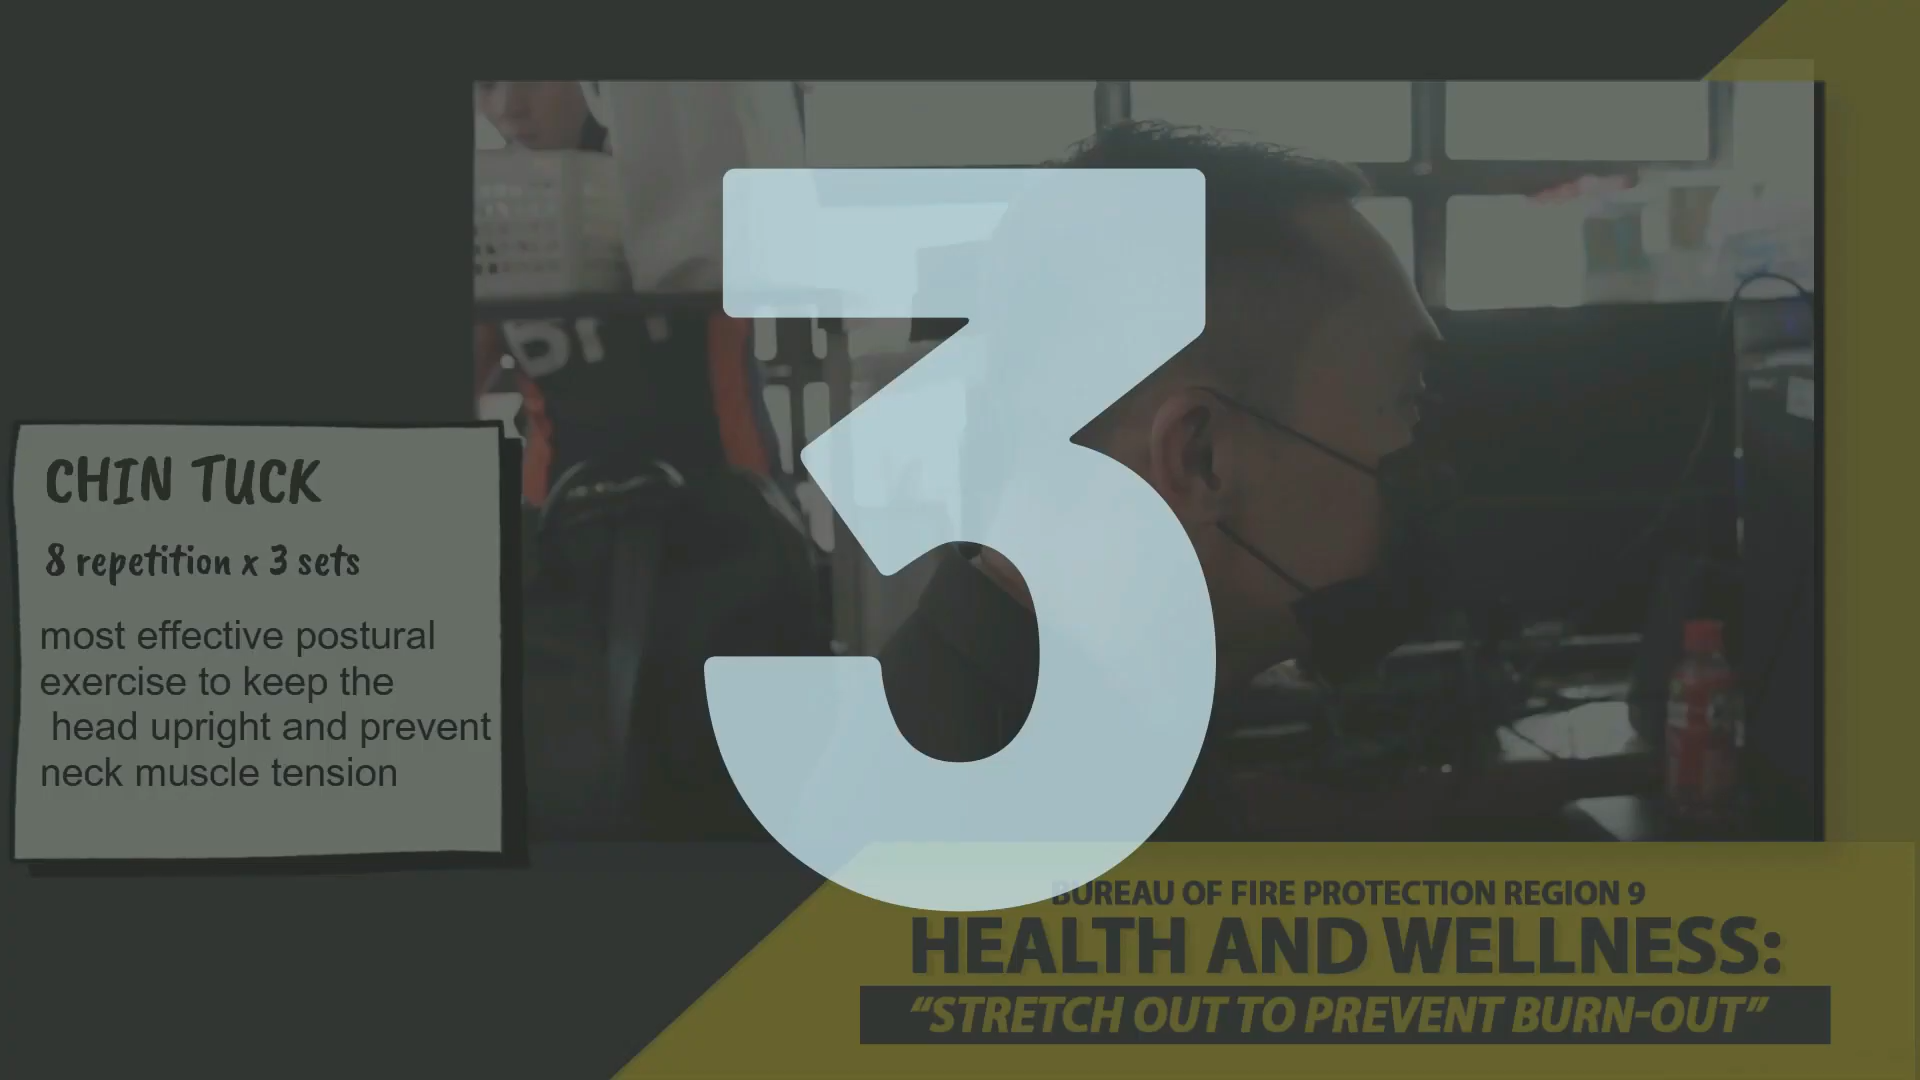 3
CHIN TUCK
8 repetition x 3 sets
most effective postural
exercise to keep the
head upright and prevent
neck muscle tension
BUREAU OF FIRE PROTECTION REGION 9
HEALTH AND WELLNESS:
“STRETCH OUT TO PREVENT BURN-OUT”